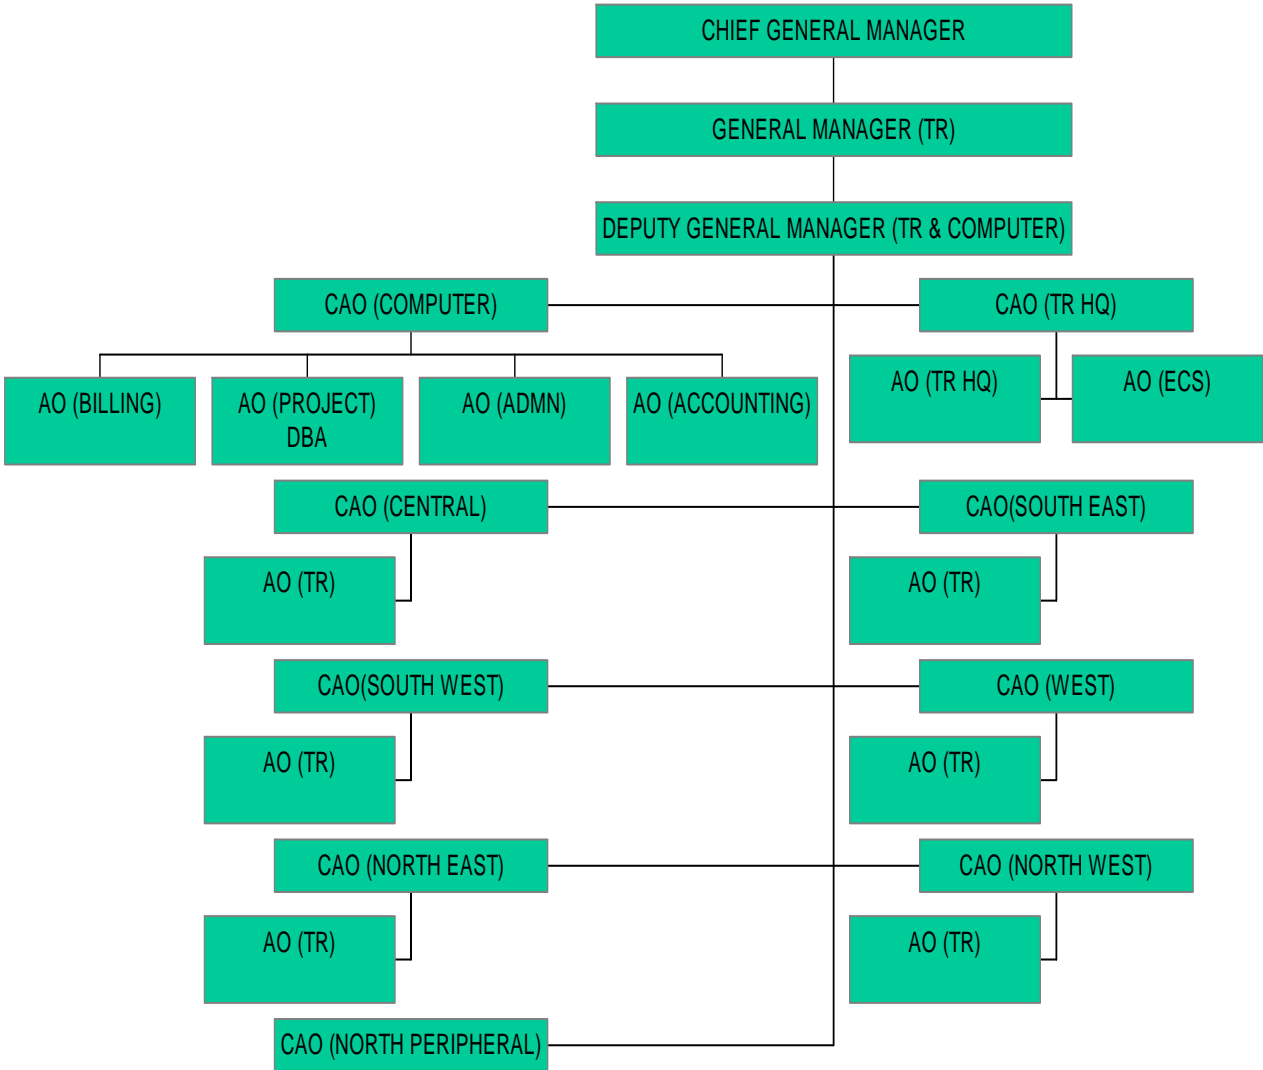 CHIEF GENERAL MANAGER
GENERAL MANAGER (TR)
DEPUTY GENERAL MANAGER (TR & COMPUTER)
CAO (COMPUTER)
CAO (TR HQ)
AO (BILLING)
AO (PROJECT)
DBA
AO (ADMN)
AO (ACCOUNTING)
AO (TR HQ)
AO (ECS)
CAO (CENTRAL)
CAO(SOUTH EAST)
AO (TR)
AO (TR)
CAO(SOUTH WEST)
CAO (WEST)
AO (TR)
AO (TR)
CAO (NORTH EAST)
CAO (NORTH WEST)
AO (TR)
AO (TR)
CAO (NORTH PERIPHERAL)